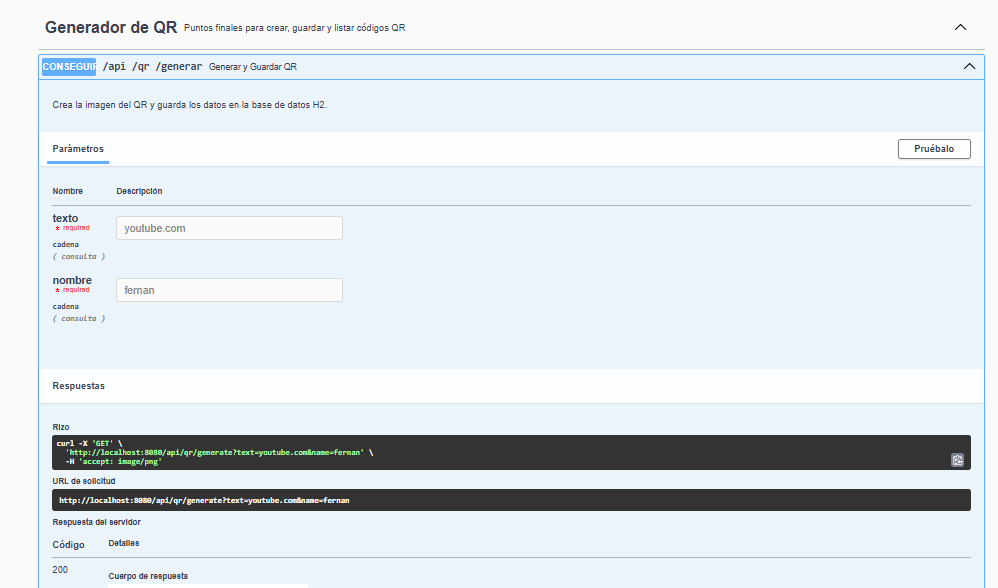 Generador de QR Puntos finales para crear, guardar y listar códigos QR
CONSEGUIR /api /qr /generar Generar y Guardar QR
Crea la imagen del QR y guarda los datos en la base de datos H2.
Parámetros Pruébalo
Nombre Descripción
texto
* required
youtube.com
cadena
( consulta )
nombre
* required
fernan
cadena
( consulta )
Respuestas
Rizo
curl -X 'GET' \
'http://localhost:8080/api/qr/generate?text=youtube.com&name=fernan' \
-H 'accept: image/png'
URL de solicitud
http://localhost:8080/api/qr/generate?text=youtube.com&name=fernan
Respuesta del servidor
Código Detalles
200
Cuerpo de respuesta